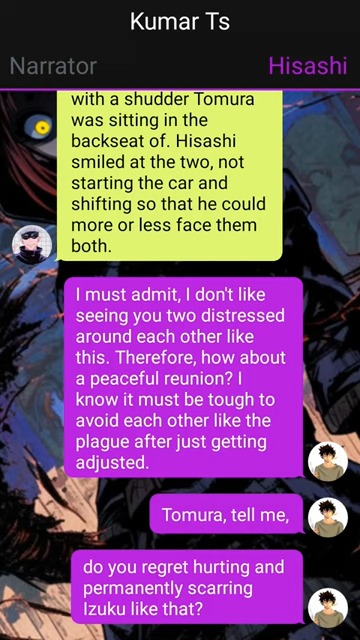 Kumar Ts
Narrator
Hisashi
with a shudder Tomura
was sitting in the
backseat of. Hisashi
smiled at the two, not
starting the car and
shifting so that he could
more or less face them
both.
I must admit, I don't like
seeing you two distressed
around each other like
this. Therefore, how about
a peaceful reunion? I
know it must be tough to
avoid each other like the
plague after just getting
adjusted.
Tomura, tell me,
do you regret hurting and
permanently scarring
Izuku like that?